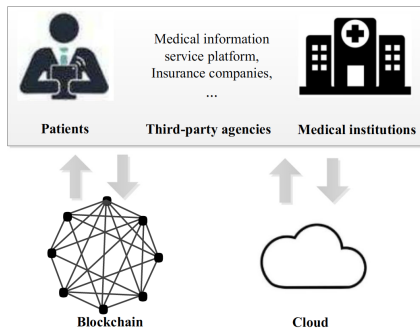 Medical information
service platform,
Insurance companies,
...
Patients
Third-party agencies
Medical institutions
Blockchain
Cloud